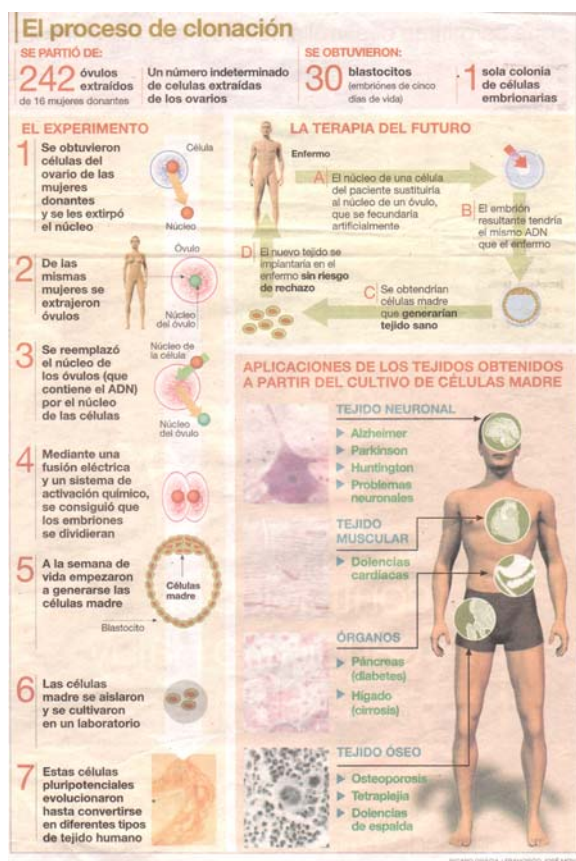 El proceso de clonación
SE PARTIÓ DE:
242 óvulos
extraídos
de 16 mujeres donantes
Un número indeterminado
de celulas extraídas
de los ovarios
SE OBTUVIERON:
30 blastocitos
(embriones de cinco
días de vida)
1 sola colonia
de células
embrionarias
EL EXPERIMENTO
1 Se obtuvieron
células del
ovario de las
mujeres
donantes
y se les extirpó
el núcleo
Célula
Núcleo
2 De las
mismas
mujeres se
extrajeron
óvulos
Óvulo
Núcleo
del óvulo
3 Se reemplazó
el núcleo de
los óvulos (que
contiene el ADN)
por el núcleo
de las células
Núcleo de
la célula
Núcleo
del óvulo
4 Mediante una
fusión eléctrica
y un sistema de
activación químico,
se consiguió que
los embriones
se dividieran
5 A la semana de
vida empezaron
a generarse las
células madre
Células
madre
Blastocito
6 Las células
madre se aislaron
y se cultivaron
en un laboratorio
7 Estas células
pluripotenciales
evolucionaron
hasta convertirse
en diferentes tipos
de tejido humano
LA TERAPIA DEL FUTURO
Enfermo
A El núcleo de una célula
del paciente sustituiría
al núcleo de un óvulo,
que se fecundaría
artificialmente
B El embrión
resultante tendría
el mismo ADN
que el enfermo
C Se obtendrían
células madre
que generarían
tejido sano
D El nuevo tejido se
implantaría en el
enfermo sin riesgo
de rechazo
APLICACIONES DE LOS TEJIDOS OBTENIDOS
A PARTIR DEL CULTIVO DE CÉLULAS MADRE
TEJIDO NEURONAL
Alzheimer
Parkinson
Huntington
Problemas
neuronales
TEJIDO
MUSCULAR
Dolencias
cardíacas
ÓRGANOS
Páncreas
(diabetes)
Hígado
(cirrosis)
TEJIDO ÓSEO
Osteoporosis
Tetraplejia
Dolencias
de espalda